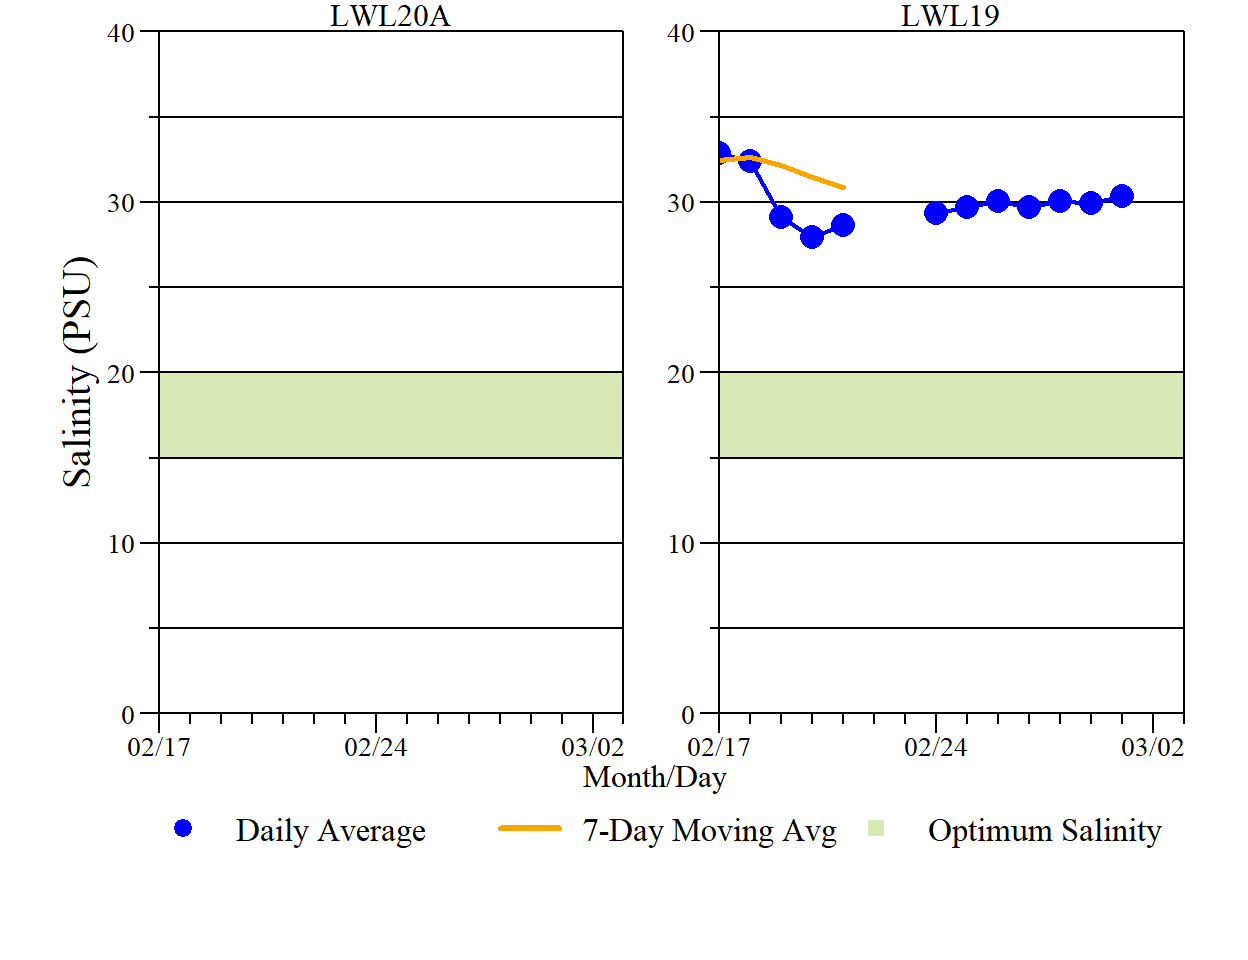 LWL20A
LWL19
Salinity (PSU)
40
30
20
10
0
40
30
20
10
0
02/17
02/24
03/02
02/17
02/24
03/02
Month/Day
Daily Average
7-Day Moving Avg
Optimum Salinity